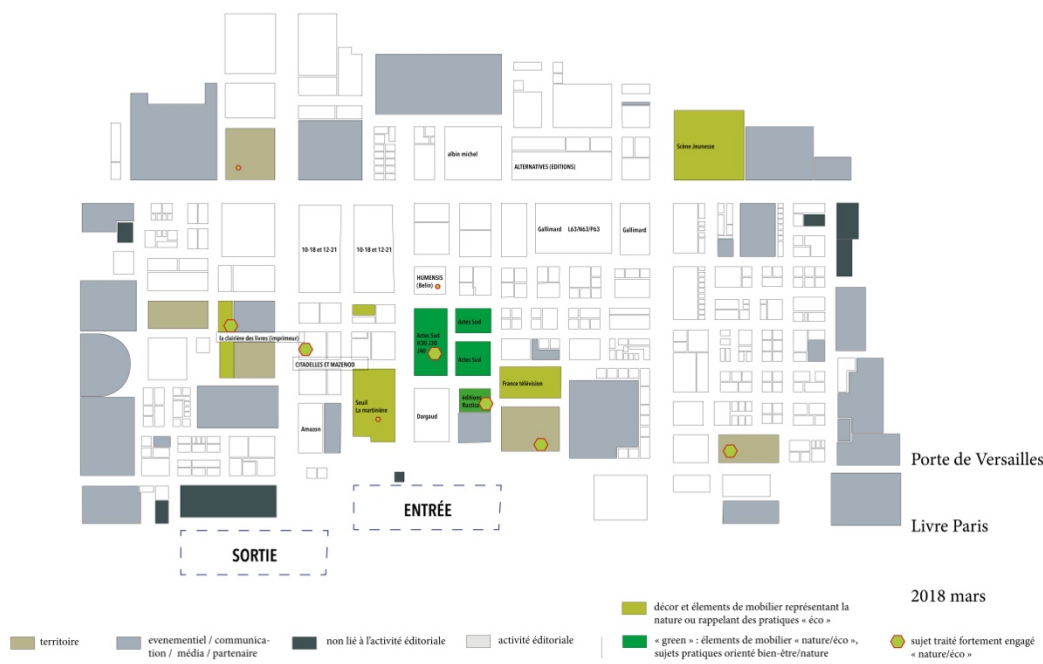 albin michel
ALTERNATIVES (EDITIONS)
Scène Jeunesse
10-18 et 12-21
10-18 et 12-21
Gallimard L63/N63/P63
Gallimard
HUMENSIS
(Belin)
la clairière des livres (imprimeur)
CITADELLES ET MAZENOD
Actes Sud
H30 J30
J40
Actes Sud
Actes Sud
France télévision
Seuil
La martinière
Dargaud
éditions
Rustica
Amazon
ENTRÉE
SORTIE
Porte de Versailles
Livre Paris
2018 mars
territoire
evenementiel / communica-
tion / média / partenaire
non lié à l'activité éditoriale
activité éditoriale
décor et élements de mobilier représentant la
nature ou rappelant des pratiques « éco »
« green » : élements de mobilier « nature/éco »,
sujets pratiques orienté bien-être/nature
sujet traité fortement engagé
« nature/éco »